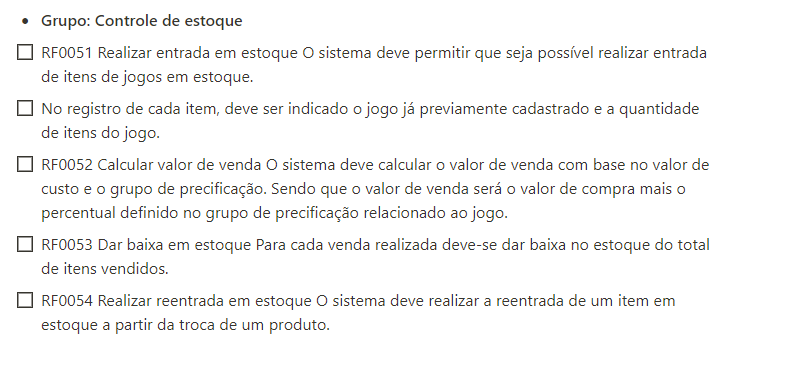 Grupo: Controle de estoque
RF0051 Realizar entrada em estoque O sistema deve permitir que seja possível realizar entrada
de itens de jogos em estoque.
No registro de cada item, deve ser indicado o jogo já previamente cadastrado e a quantidade
de itens do jogo.
RF0052 Calcular valor de venda O sistema deve calcular o valor de venda com base no valor de
custo e o grupo de precificação. Sendo que o valor de venda será o valor de compra mais o
percentual definido no grupo de precificação relacionado ao jogo.
RF0053 Dar baixa em estoque Para cada venda realizada deve-se dar baixa no estoque do total
de itens vendidos.
RF0054 Realizar reentrada em estoque O sistema deve realizar a reentrada de um item em
estoque a partir da troca de um produto.